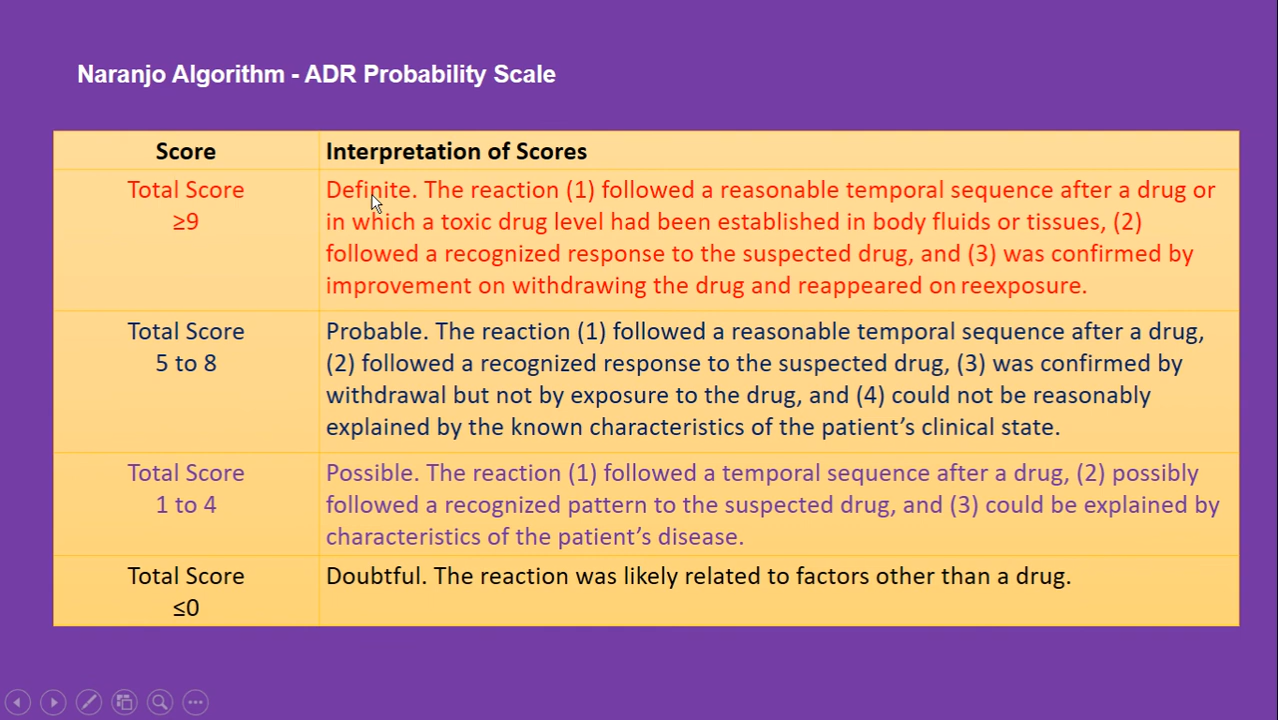 Naranjo Algorithm - ADR Probability Scale
Score
Interpretation of Scores
Total Score
≥9
Definite. The reaction (1) followed a reasonable temporal sequence after a drug or
in which a toxic drug level had been established in body fluids or tissues, (2)
followed a recognized response to the suspected drug, and (3) was confirmed by
improvement on withdrawing the drug and reappeared on reexposure.
Total Score
5 to 8
Probable. The reaction (1) followed a reasonable temporal sequence after a drug,
(2) followed a recognized response to the suspected drug, (3) was confirmed by
withdrawal but not by exposure to the drug, and (4) could not be reasonably
explained by the known characteristics of the patient’s clinical state.
Total Score
1 to 4
Possible. The reaction (1) followed a temporal sequence after a drug, (2) possibly
followed a recognized pattern to the suspected drug, and (3) could be explained by
characteristics of the patient’s disease.
Total Score
≤0
Doubtful. The reaction was likely related to factors other than a drug.